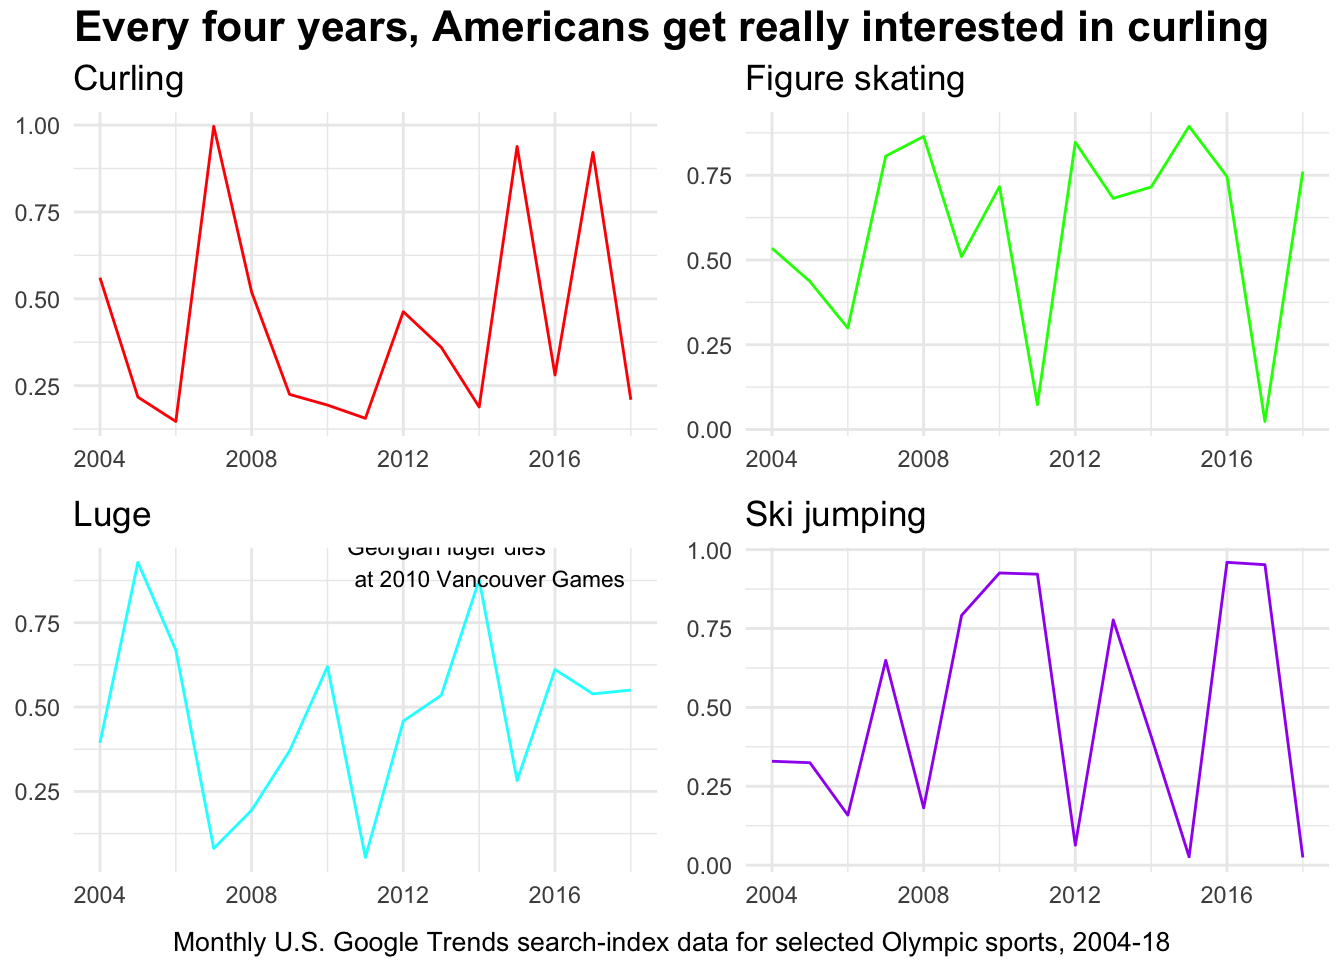 Every four years, Americans get really interested in curling
Curling
1.00
0.75
0.50
0.25
2004 2008 2012 2016
Figure skating
0.75
0.50
0.25
0.00
2004 2008 2012 2016
Luge
Georgian luger dies
at 2010 Vancouver Games
0.75
0.50
0.25
2004 2008 2012 2016
Ski jumping
1.00
0.75
0.50
0.25
0.00
2004 2008 2012 2016
Monthly U.S. Google Trends search-index data for selected Olympic sports, 2004-18